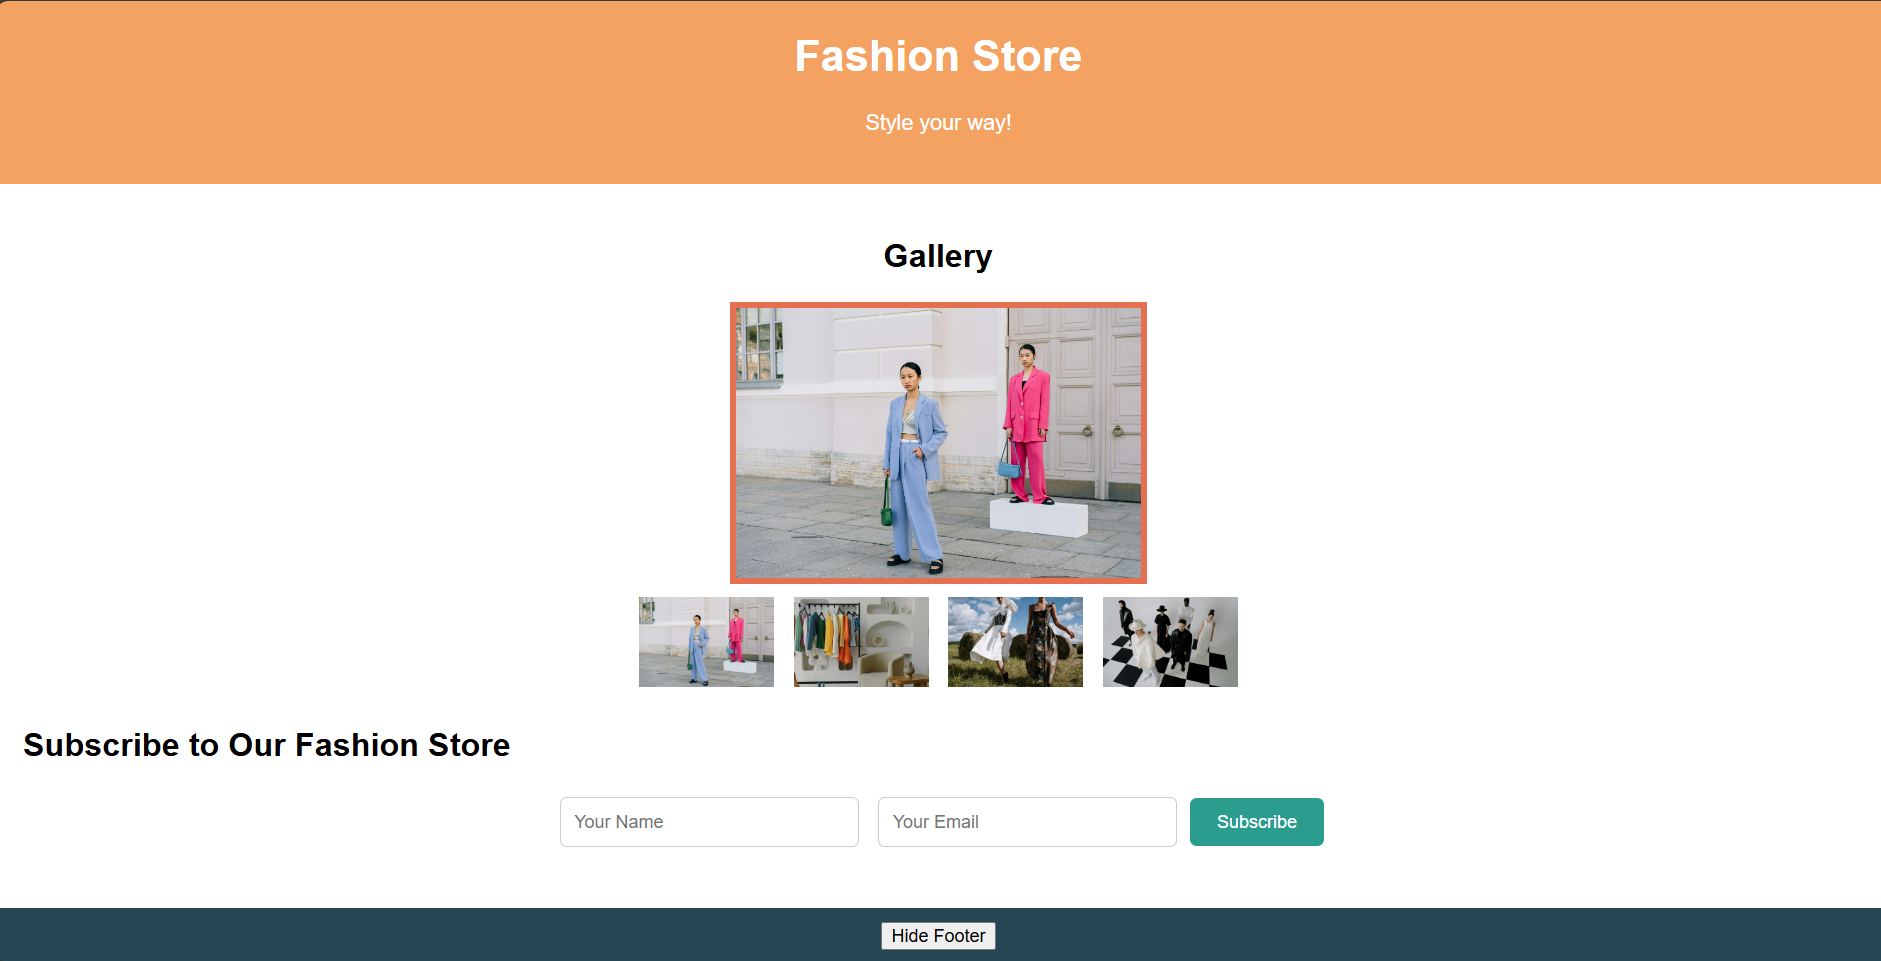 Fashion Store
Style your way!
Gallery
Subscribe to Our Fashion Store
Your Name
Your Email
Subscribe
Hide Footer